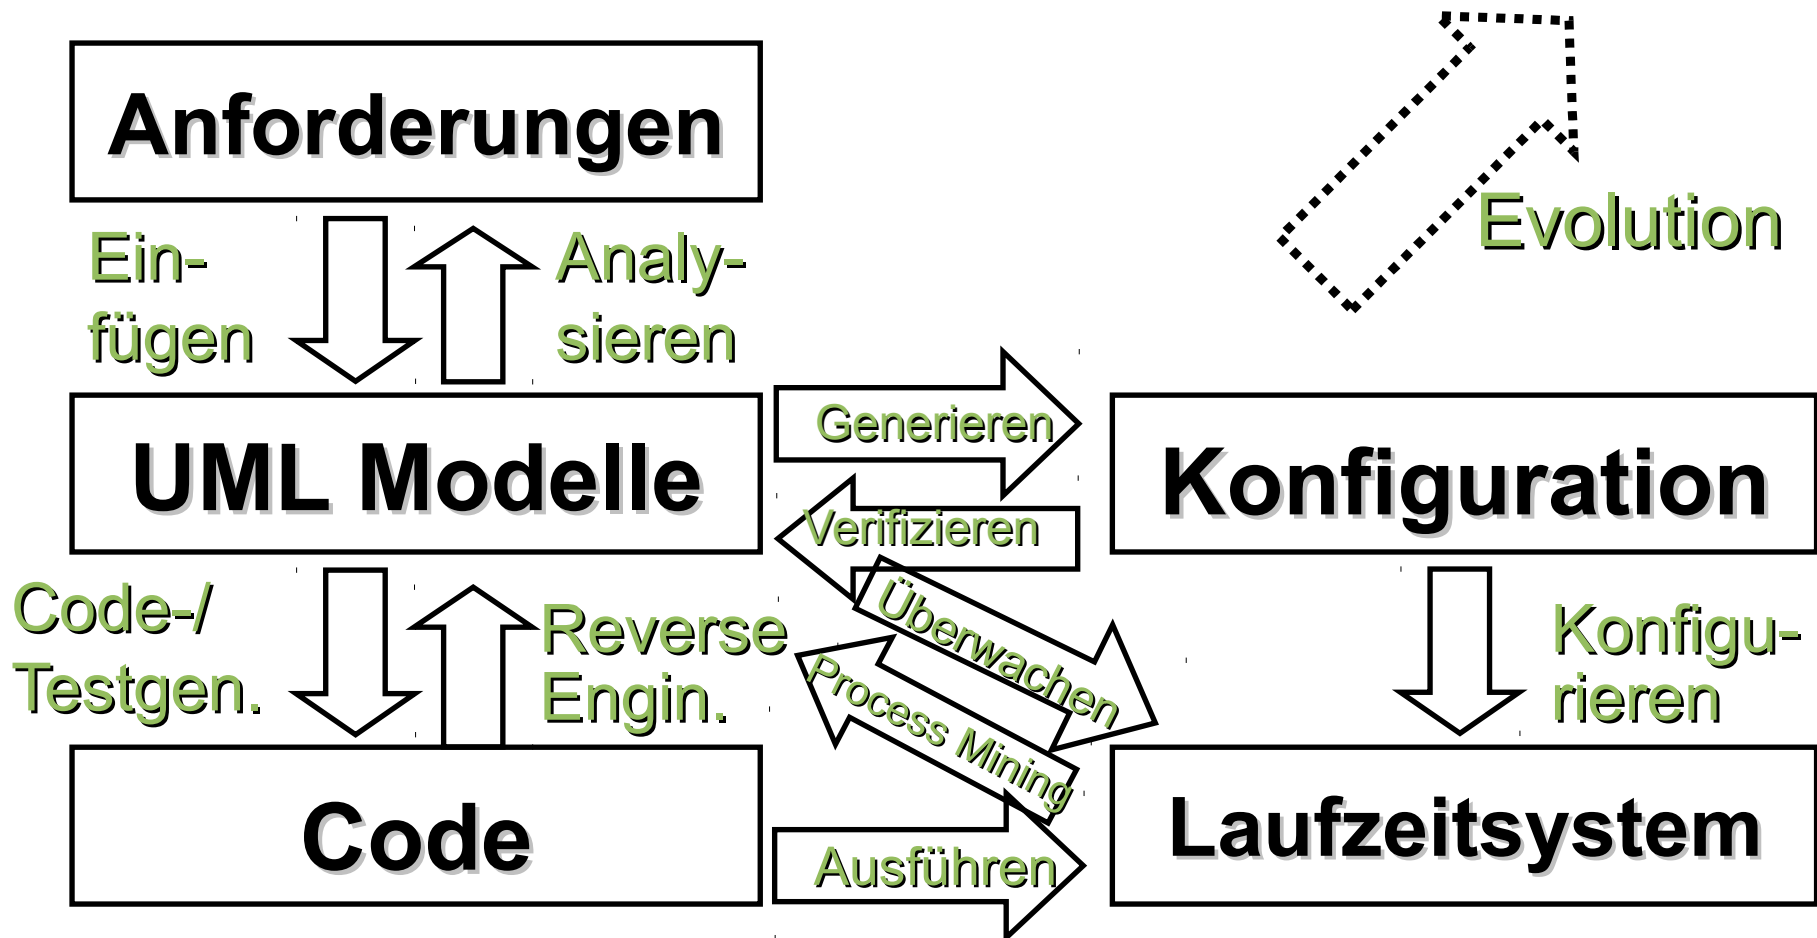 Anforderungen
Evolution
Ein-
fügen
Analy-
sieren
Generieren
UML Modelle
Konfiguration
Verifizieren
Code-/
Testgen.
Reverse
Engin.
Überwachen
Process Mining
Konfigu-
rieren
Code
Ausführen
Laufzeitsystem